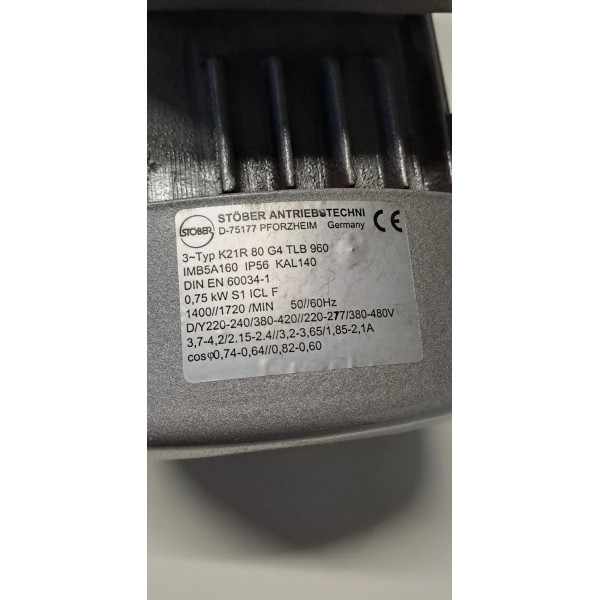 STÖBER
STÖBER ANTRIEBSTECHNI
D-75177 PFORZHEIM Germany CE
3~Typ K21R 80 G4 TLB 960
IMB5A160 IP56 KAL140
DIN EN 60034-1
0,75 kW S1 ICL F
1400//1720 /MIN 50//60Hz
D/Y220-240/380-420//220-277/380-480V
3,7-4,2/2.15-2.4//3,2-3,65/1,85-2,1A
cosφ0,74-0,64//0,82-0,60